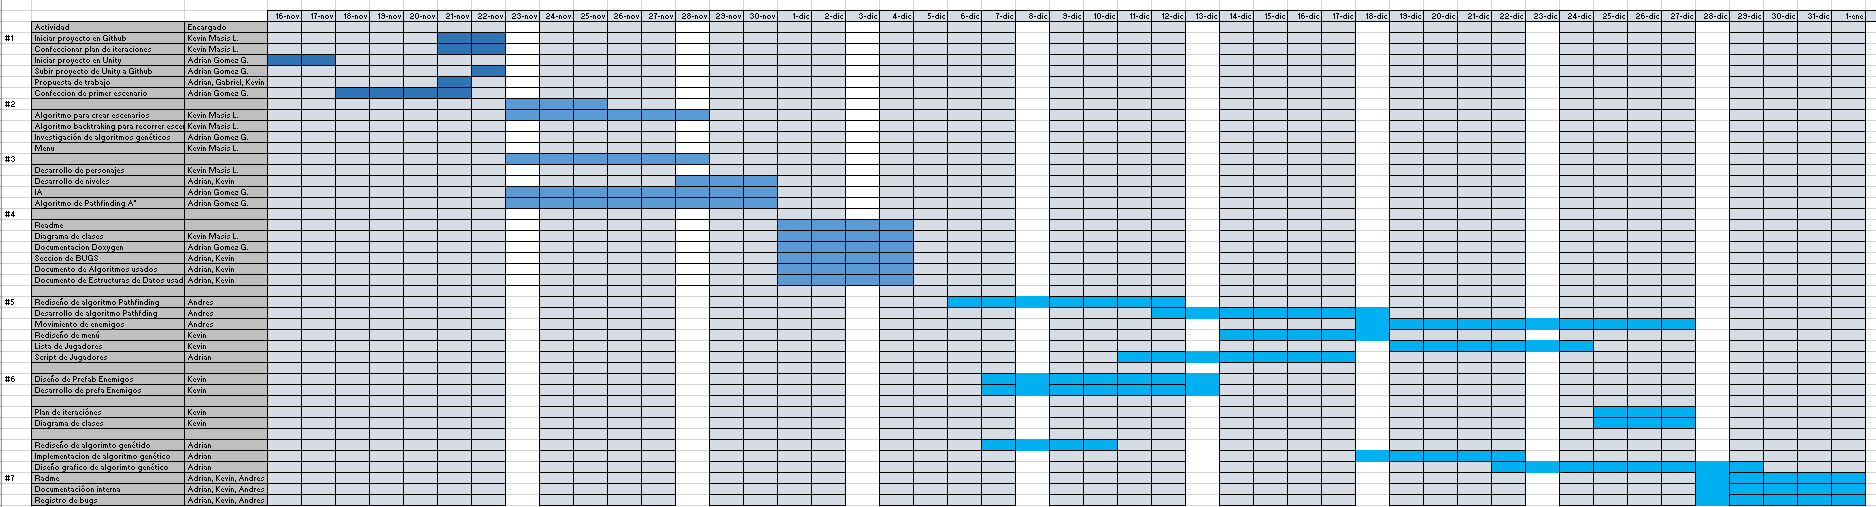 16-nov 17-nov 18-nov 19-nov 20-nov 21-nov 22-nov 23-nov 24-nov 25-nov 26-nov 27-nov 28-nov 29-nov 30-nov 1-dic 2-dic 3-dic 4-dic 5-dic 6-dic 7-dic 8-dic 9-dic 10-dic 11-dic 12-dic 13-dic 14-dic 15-dic 16-dic 17-dic 18-dic 19-dic 20-dic 21-dic 22-dic 23-dic 24-dic 25-dic 26-dic 27-dic 28-dic 29-dic 30-dic 31-dic 1-ene
Actividad Encargado
#1 Iniciar proyecto en Github Kevin Masis L.
Confeccionar plan de iteraciones Kevin Masis L.
Iniciar proyecto en Unity Adrian Gomez G.
Subir proyecto de Unity a Github Adrian Gomez G.
Propuesta de trabajo Adrian, Gabriel, Kevin
Confeccion de primer escenario Adrian Gomez G.
#2
Algoritmo para crear escenarios Kevin Masis L.
Algoritmo backtraking para recorrer escen Kevin Masis L.
Investigación de algoritmos genéticos Adrian Gomez G.
Menu Kevin Masis L.
#3
Desarrollo de personajes Kevin Masis L.
Desarrollo de niveles Adrian, Kevin
IA Adrian Gomez G.
Algoritmo de Pathfinding A* Adrian Gomez G.
#4
Readme
Diagrama de clases Kevin Masis L.
Documentacion Doxygen Adrian Gomez G.
Seccion de BUGS Adrian, Kevin
Documento de Algoritmos usados Adrian, Kevin
Documento de Estructuras de Datos usad Adrian, Kevin
#5 Rediseño de algoritmo Pathfinding Andres
Desarrollo de algoritmo Pathfding Andres
Movimiento de enemigos Andres
Rediseño de menú Kevin
Lista de Jugadores Kevin
Script de Jugadores Adrian
#6 Diseño de Prefab Enemigos Kevin
Desarrollo de prefa Enemigos Kevin
Plan de iteraciónes Kevin
Diagrama de clases Kevin
Rediseño de algorimto genétido Adrian
Implementacion de algoritmo genético Adrian
Diseño grafico de algorimto genético Adrian
#7 Radme Adrian, Kevin, Andres
Documentacióon interna Adrian, Kevin, Andres
Registro de bugs Adrian, Kevin, Andres